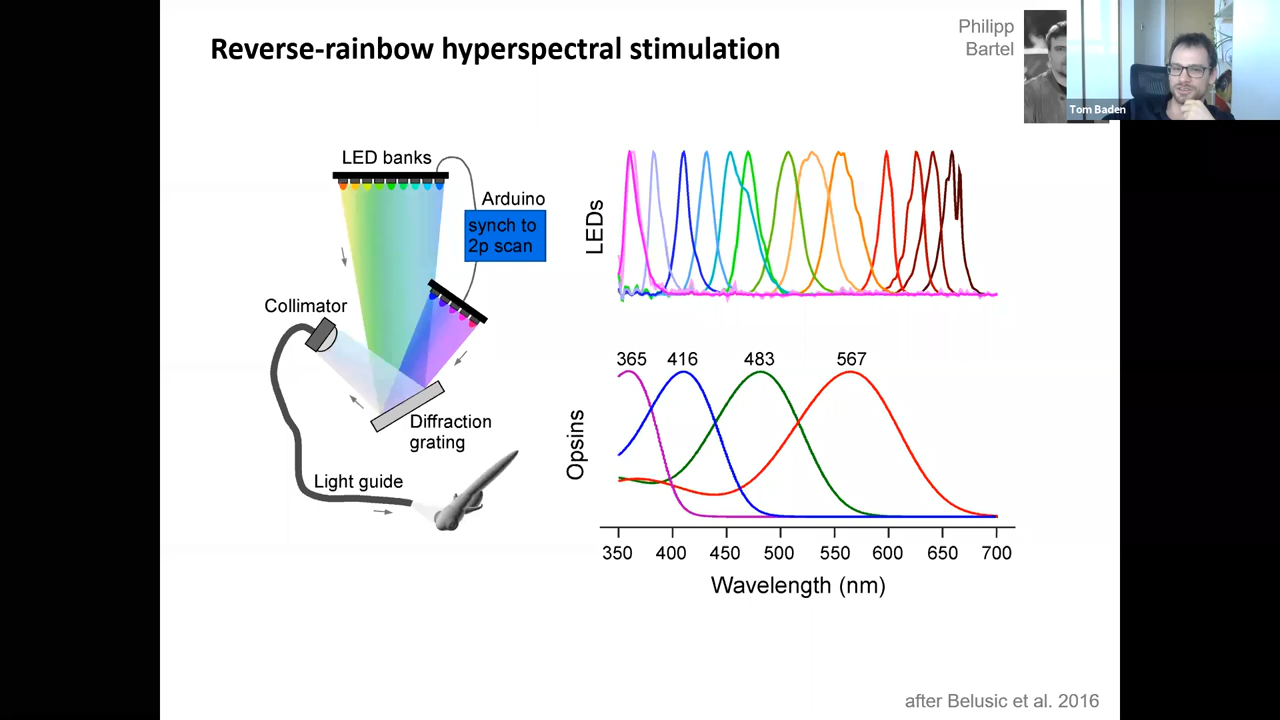 Reverse-rainbow hyperspectral stimulation
Philipp
Bartel
Tom Baden
LED banks
Arduino
synch to
2p scan
Collimator
Diffraction
grating
Light guide
LEDs
Opsins
365 416 483 567
350 400 450 500 550 600 650 700
Wavelength (nm)
after Belusic et al. 2016